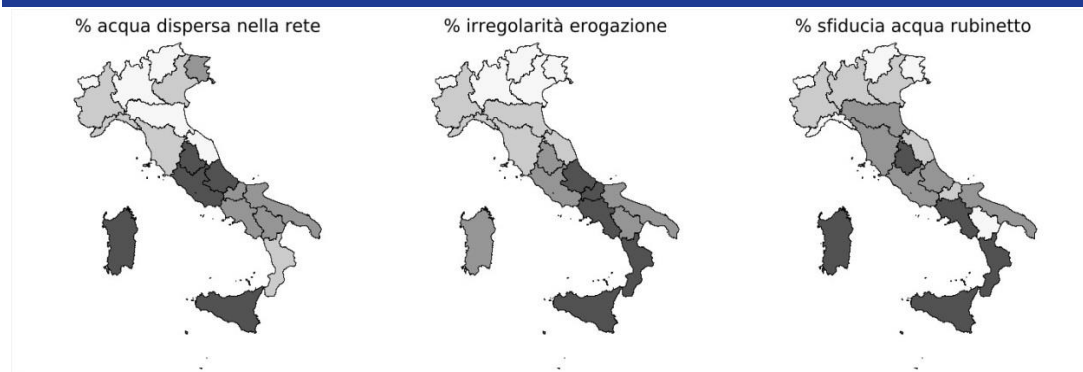 % acqua dispersa nella rete
% irregolarità erogazione
% sfiducia acqua rubinetto